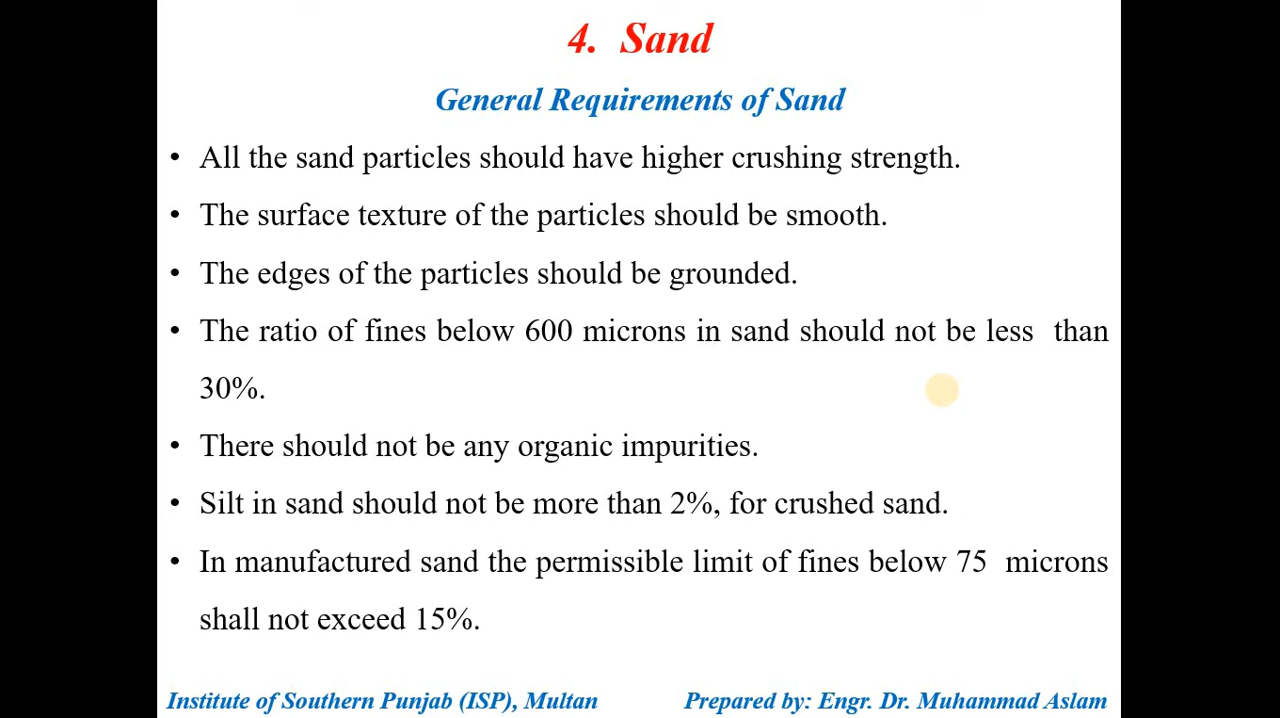 4. Sand
General Requirements of Sand
• All the sand particles should have higher crushing strength.
• The surface texture of the particles should be smooth.
• The edges of the particles should be grounded.
• The ratio of fines below 600 microns in sand should not be less than
30%.
• There should not be any organic impurities.
• Silt in sand should not be more than 2%, for crushed sand.
• In manufactured sand the permissible limit of fines below 75 microns
shall not exceed 15%.
Institute of Southern Punjab (ISP), Multan Prepared by: Engr. Dr. Muhammad Aslam